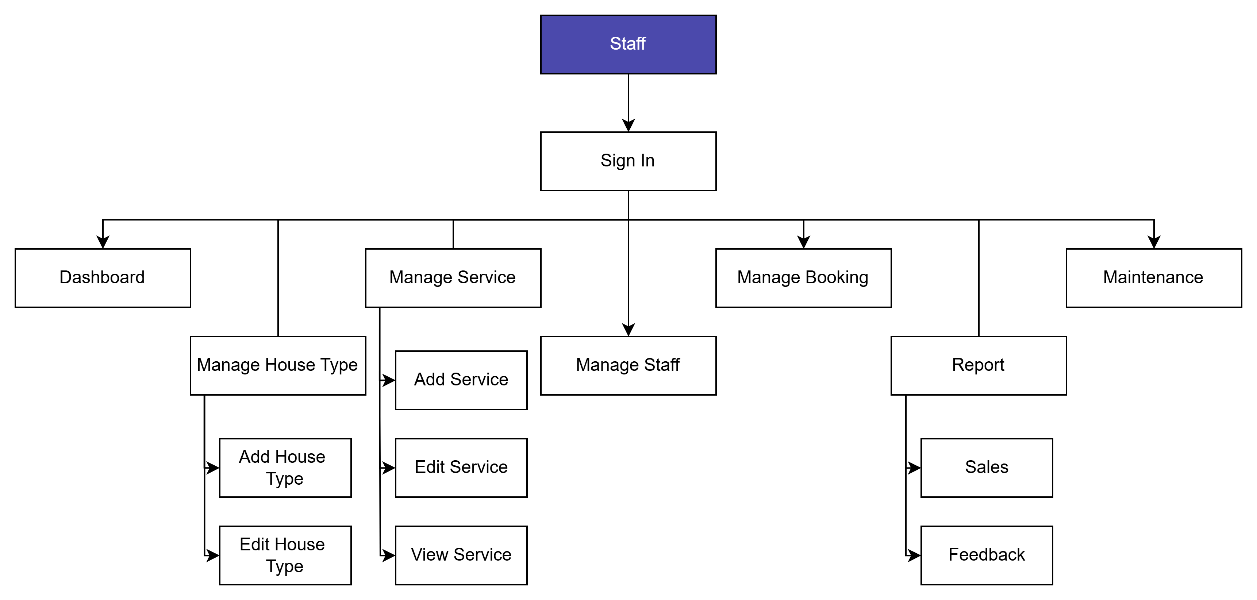 Staff
Sign In
Dashboard
Manage Service
Manage Booking
Maintenance
Manage House Type
Manage Staff
Report
Add Service
Add House
Type
Edit Service
Sales
Edit House
Type
View Service
Feedback